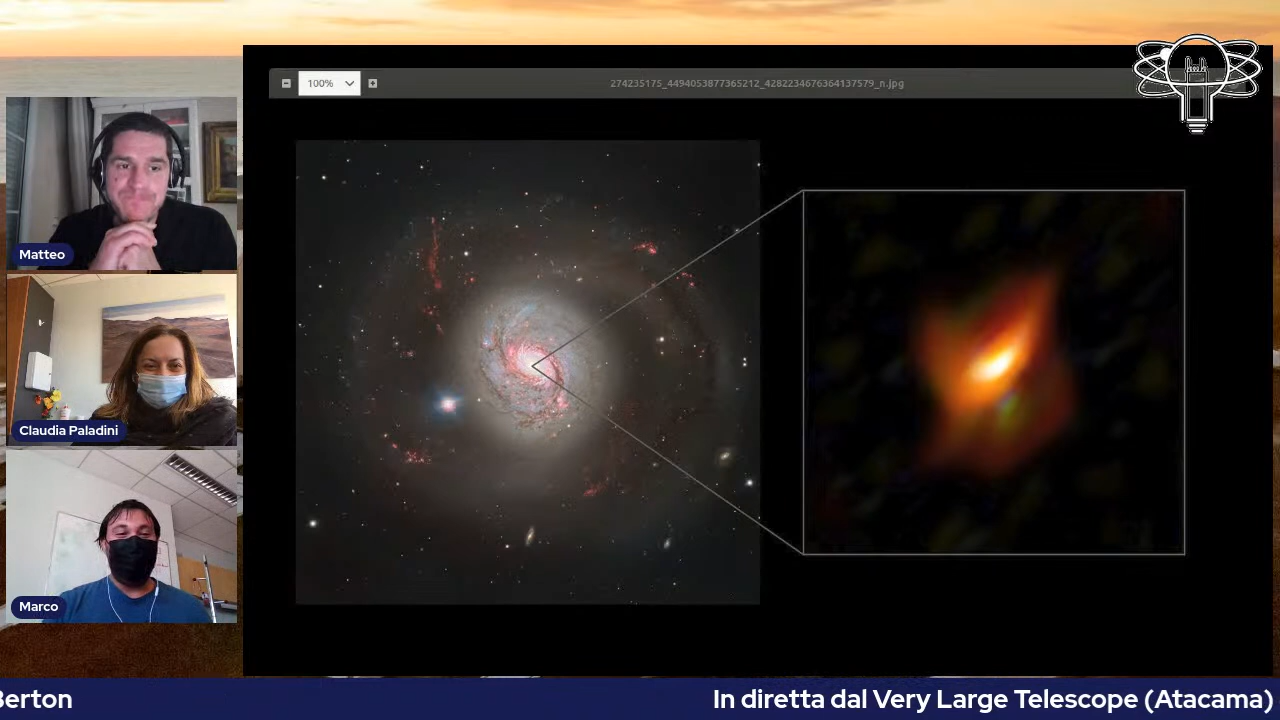 100%
274235175_4494053877365212_4282234676364137579_n.jpg
Matteo
Claudia Paladini
Marco
Berton
In diretta dal Very Large Telescope (Atacama)